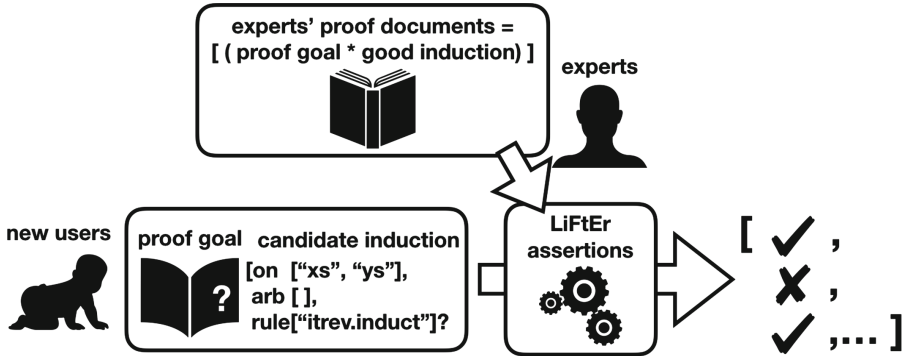 experts’ proof documents =
[ ( proof goal * good induction) ]
experts
new users
proof goal
?
candidate induction
[on [“xs”, “ys”],
arb [ ],
rule[“itrev.induct”]?
LiFtEr
assertions
[ ✓ ,
✗ ,
✓ ,... ]